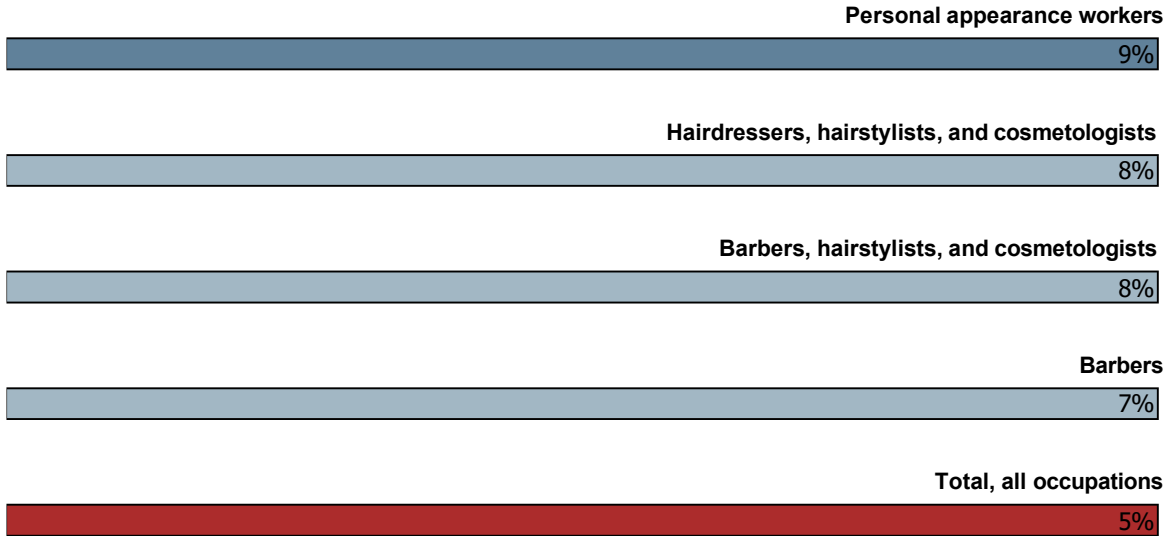 Personal appearance workers
9%
Hairdressers, hairstylists, and cosmetologists
8%
Barbers, hairstylists, and cosmetologists
8%
Barbers
7%
Total, all occupations
5%